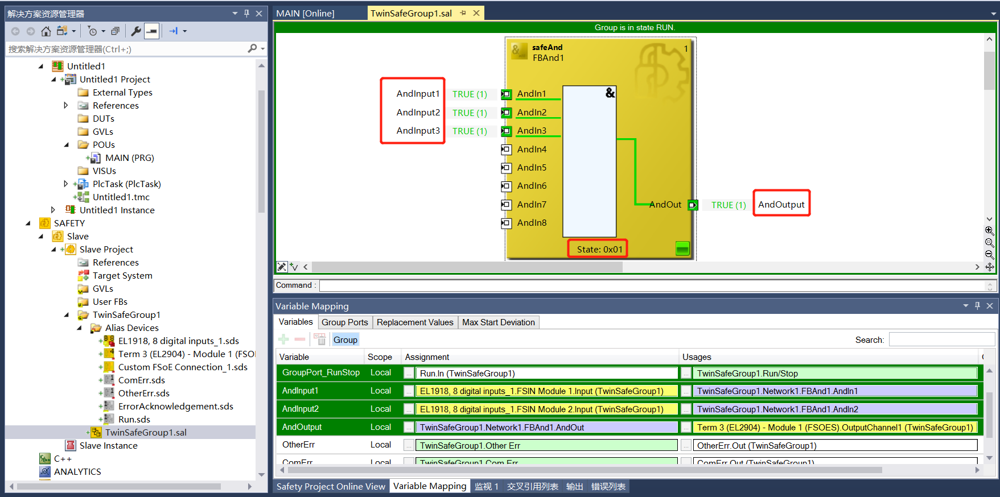 解决方案资源管理器
搜索解决方案资源管理器(Ctrl+;)
Untitled1
Untitled1 Project
External Types
References
DUTs
GVLs
POUs
MAIN (PRG)
VISUs
PlcTask (PlcTask)
Untitled1.tmc
Untitled1 Instance
SAFETY
Slave
Slave Project
References
Target System
GVLs
User FBs
TwinSafeGroup1
Alias Devices
EL1918, 8 digital inputs_1.sds
Term 3 (EL2904) - Module 1 (FSO
Custom FSoE Connection_1.sds
ComErr.sds
OtherErr.sds
ErrorAcknowledgement.sds
Run.sds
TwinSafeGroup1.sal
Slave Instance
C++
ANALYTICS
MAIN [Online]
TwinSafeGroup1.sal
Group is in state RUN.
& safeAnd 1
FBAnd1
AndInput1 TRUE (1) AndIn1 &
AndInput2 TRUE (1) AndIn2
AndInput3 TRUE (1) AndIn3
AndIn4
AndIn5
AndIn6
AndIn7 AndOut TRUE (1) AndOutput
AndIn8
State: 0x01
Command :
Variable Mapping
Variables Group Ports Replacement Values Max Start Deviation
Group Search:
Variable Scope Assignment Usages
GroupPort_RunStop Local ... Run.In (TwinSafeGroup1) ... TwinSafeGroup1.Run/Stop
AndInput1 Local ... EL1918, 8 digital inputs_1.FSIN Module 1.Input (TwinSafeGroup1) ... TwinSafeGroup1.Network1.FBAnd1.AndIn1
AndInput2 Local ... EL1918, 8 digital inputs_1.FSIN Module 2.Input (TwinSafeGroup1) ... TwinSafeGroup1.Network1.FBAnd1.AndIn2
AndOutput Local ... TwinSafeGroup1.Network1.FBAnd1.AndOut ... Term 3 (EL2904) - Module 1 (FSOES).OutputChannel1 (TwinSafeGroup1)
OtherErr Local ... TwinSafeGroup1.Other Err ... OtherErr.Out (TwinSafeGroup1)
ComErr Local TwinSafeGroup1.Com Err ComErr.Out (TwinSafeGroup1)
Safety Project Online View Variable Mapping 监视 1 交叉引用列表 输出 错误列表